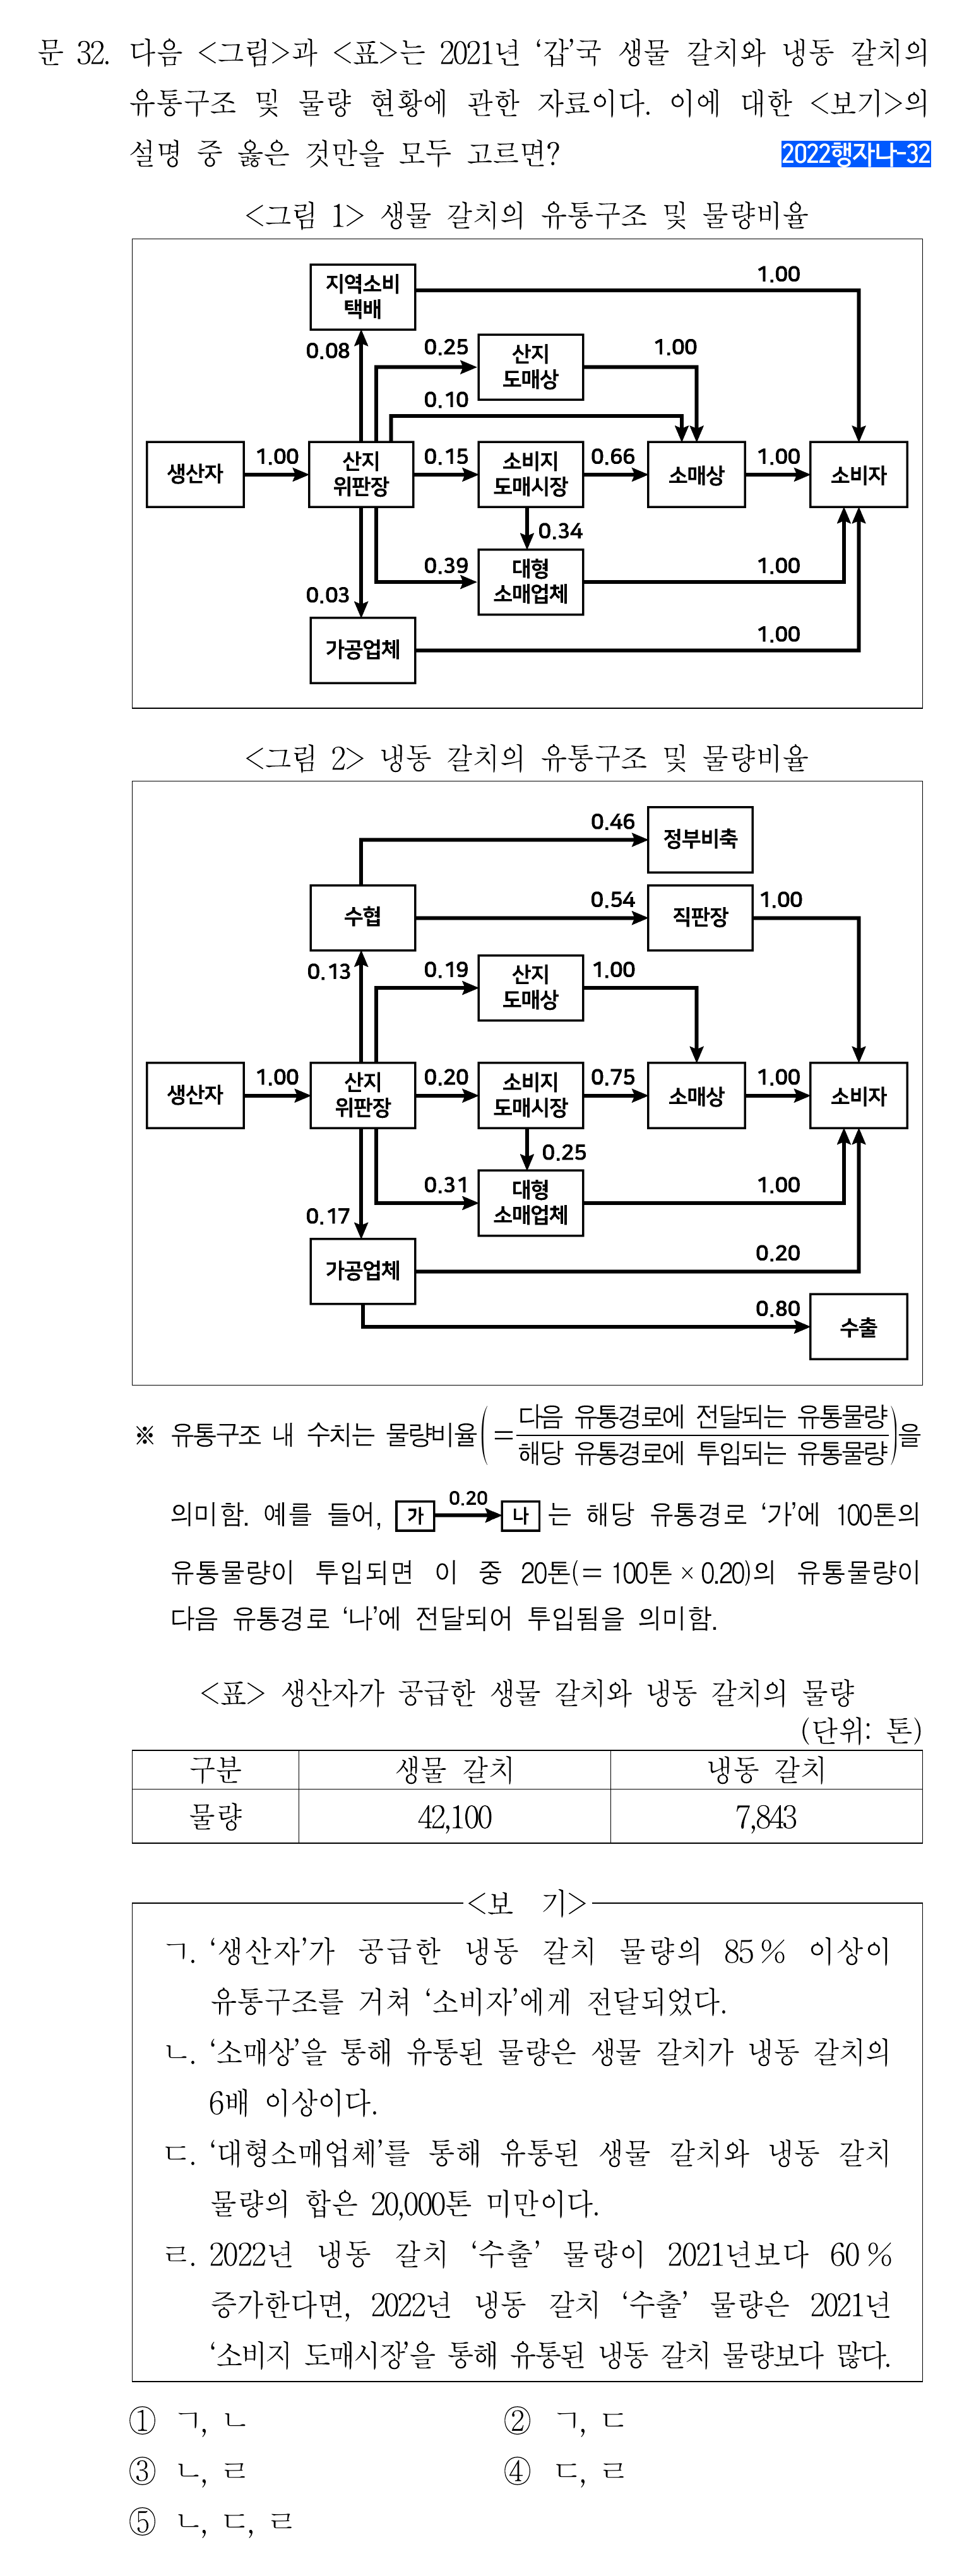 문 32. 다음 <그림>과 <표>는 2021년 ‘갑’국 생물 갈치와 냉동 갈치의
유통구조 및 물량 현황에 관한 자료이다. 이에 대한 <보기>의
설명 중 옳은 것만을 모두 고르면?
2022행자나-32
<그림 1> 생물 갈치의 유통구조 및 물량비율
지역소비
택배
1.00
0.08
0.25
산지
도매상
1.00
0.10
생산자
1.00
산지
위판장
0.15
소비지
도매시장
0.66
소매상
1.00
소비자
0.34
0.39
대형
소매업체
1.00
0.03
가공업체
1.00
<그림 2> 냉동 갈치의 유통구조 및 물량비율
0.46
정부비축
수협
0.54
직판장
1.00
0.13
0.19
산지
도매상
1.00
생산자
1.00
산지
위판장
0.20
소비지
도매시장
0.75
소매상
1.00
소비자
0.25
0.31
대형
소매업체
1.00
0.17
가공업체
0.20
0.80
수출
※ 유통구조 내 수치는 물량비율(= 다음 유통경로에 전달되는 유통물량 / 해당 유통경로에 투입되는 유통물량)을
의미함. 예를 들어, 가 0.20 나 는 해당 유통경로 ‘가’에 100톤의
유통물량이 투입되면 이 중 20톤(= 100톤 × 0.20)의 유통물량이
다음 유통경로 ‘나’에 전달되어 투입됨을 의미함.
<표> 생산자가 공급한 생물 갈치와 냉동 갈치의 물량
(단위: 톤)
구분 생물 갈치 냉동 갈치
물량 42,100 7,843
<보 기>
ㄱ. ‘생산자’가 공급한 냉동 갈치 물량의 85 % 이상이
유통구조를 거쳐 ‘소비자’에게 전달되었다.
ㄴ. ‘소매상’을 통해 유통된 물량은 생물 갈치가 냉동 갈치의
6배 이상이다.
ㄷ. ‘대형소매업체’를 통해 유통된 생물 갈치와 냉동 갈치
물량의 합은 20,000톤 미만이다.
ㄹ. 2022년 냉동 갈치 ‘수출’ 물량이 2021년보다 60 %
증가한다면, 2022년 냉동 갈치 ‘수출’ 물량은 2021년
‘소비지 도매시장’을 통해 유통된 냉동 갈치 물량보다 많다.
① ㄱ, ㄴ ② ㄱ, ㄷ
③ ㄴ, ㄹ ④ ㄷ, ㄹ
⑤ ㄴ, ㄷ, ㄹ